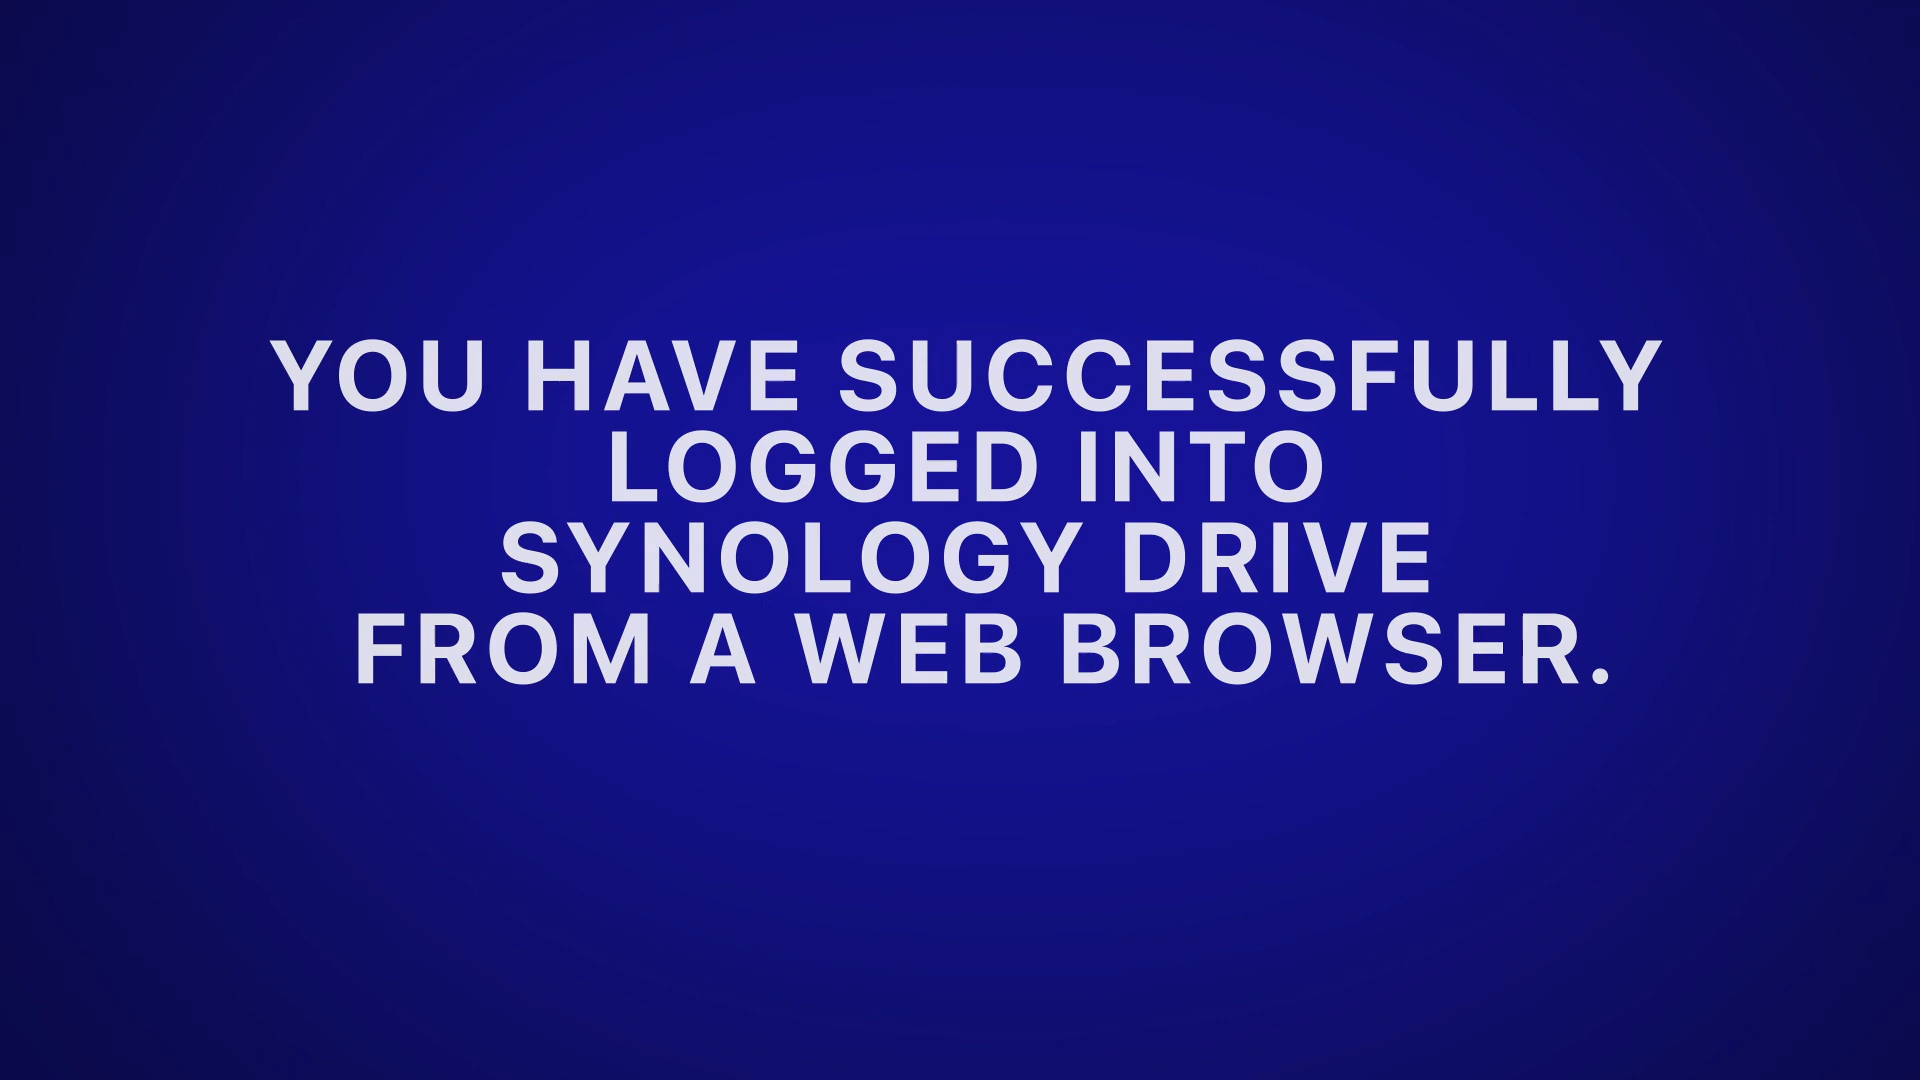 YOU HAVE SUCCESSFULLY
LOGGED INTO
SYNOLOGY DRIVE
FROM A WEB BROWSER.